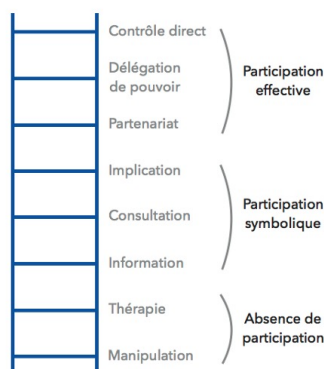 Contrôle direct
Délégation
de pouvoir
Partenariat
Participation
effective
Implication
Consultation
Information
Participation
symbolique
Thérapie
Manipulation
Absence de
participation